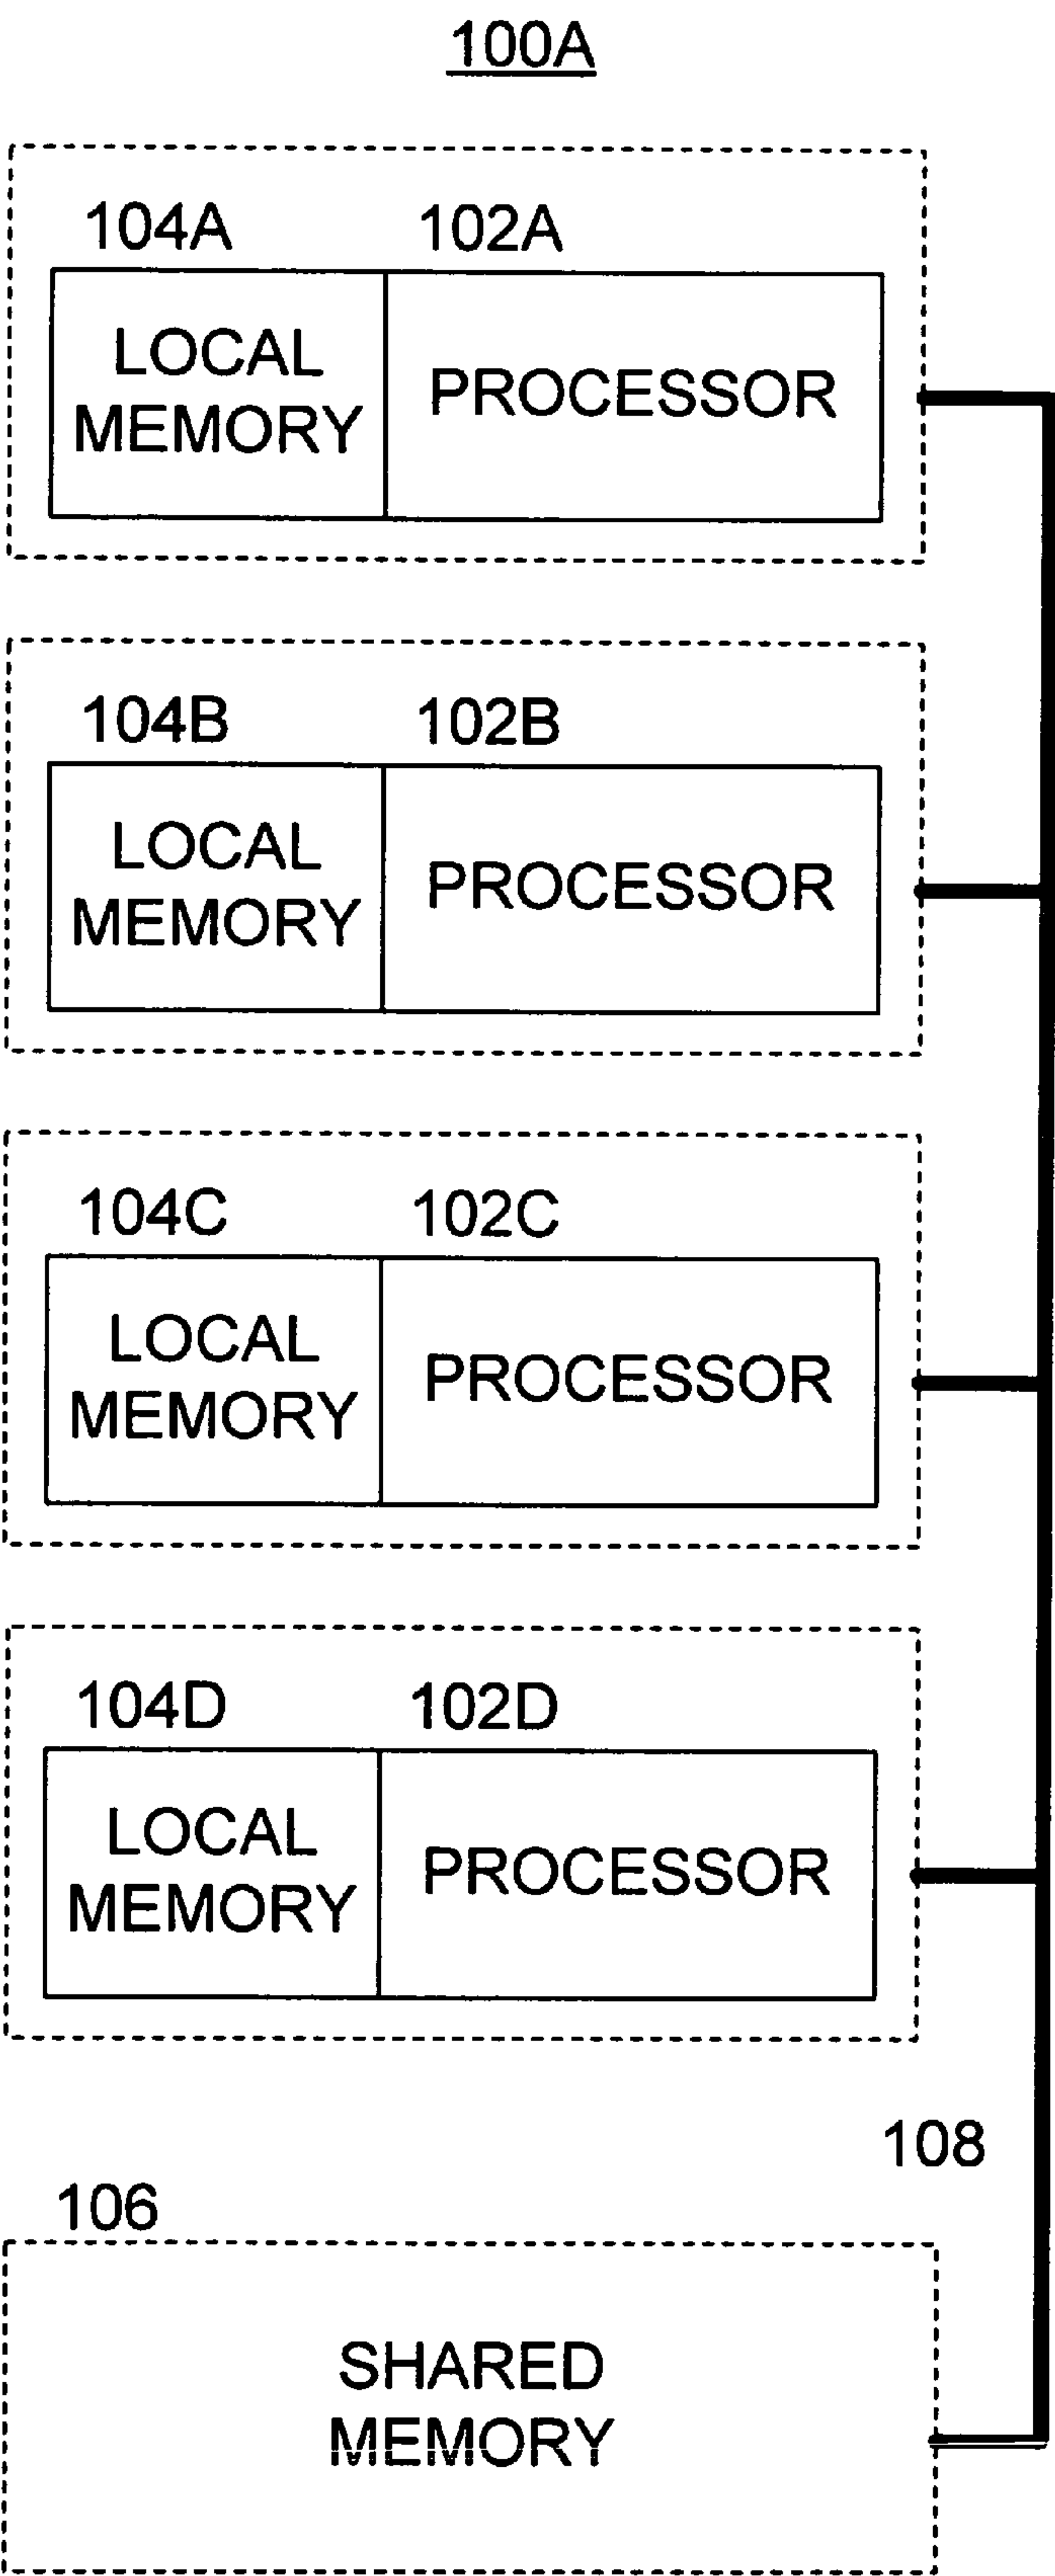 100A
104A 102A
LOCAL
MEMORY
PROCESSOR
104B 102B
LOCAL
MEMORY
PROCESSOR
104C 102C
LOCAL
MEMORY
PROCESSOR
104D 102D
LOCAL
MEMORY
PROCESSOR
108
106
SHARED
MEMORY